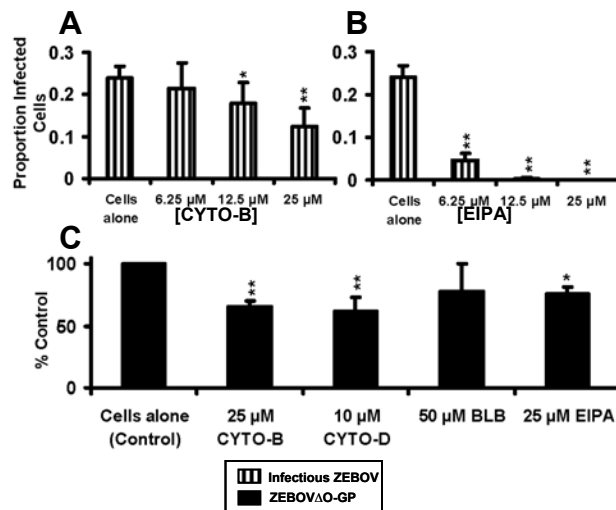 A
B
Proportion Infected
Cells
0.3
0.2
0.1
0
*
**
Cells
alone
6.25 µM
12.5 µM
25 µM
[CYTO-B]
0.3
0.2
0.1
0
**
**
**
Cells
alone
6.25 µM
12.5 µM
25 µM
[EIPA]
C
% Control
100
50
0
**
**
*
Cells alone
(Control)
25 µM
CYTO-B
10 µM
CYTO-D
50 µM BLB
25 µM EIPA
Infectious ZEBOV
ZEBOVΔO-GP